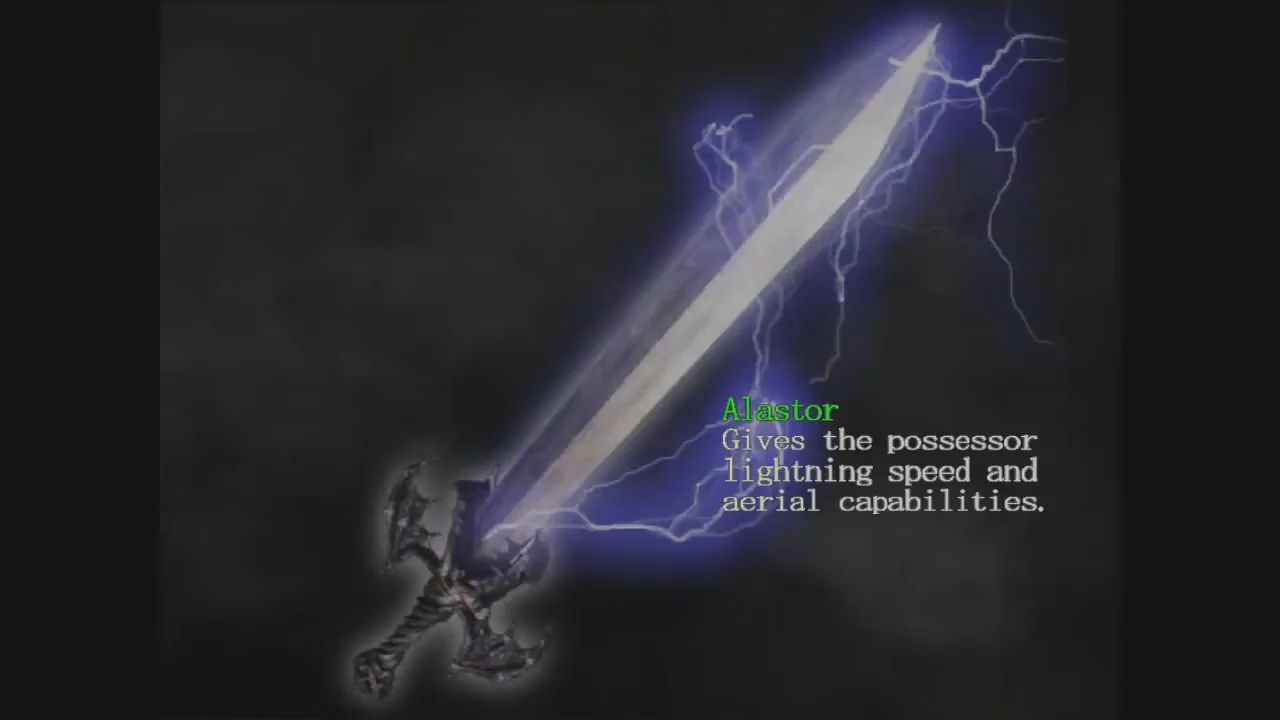 Alastor
Gives the possessor
lightning speed and
aerial capabilities.